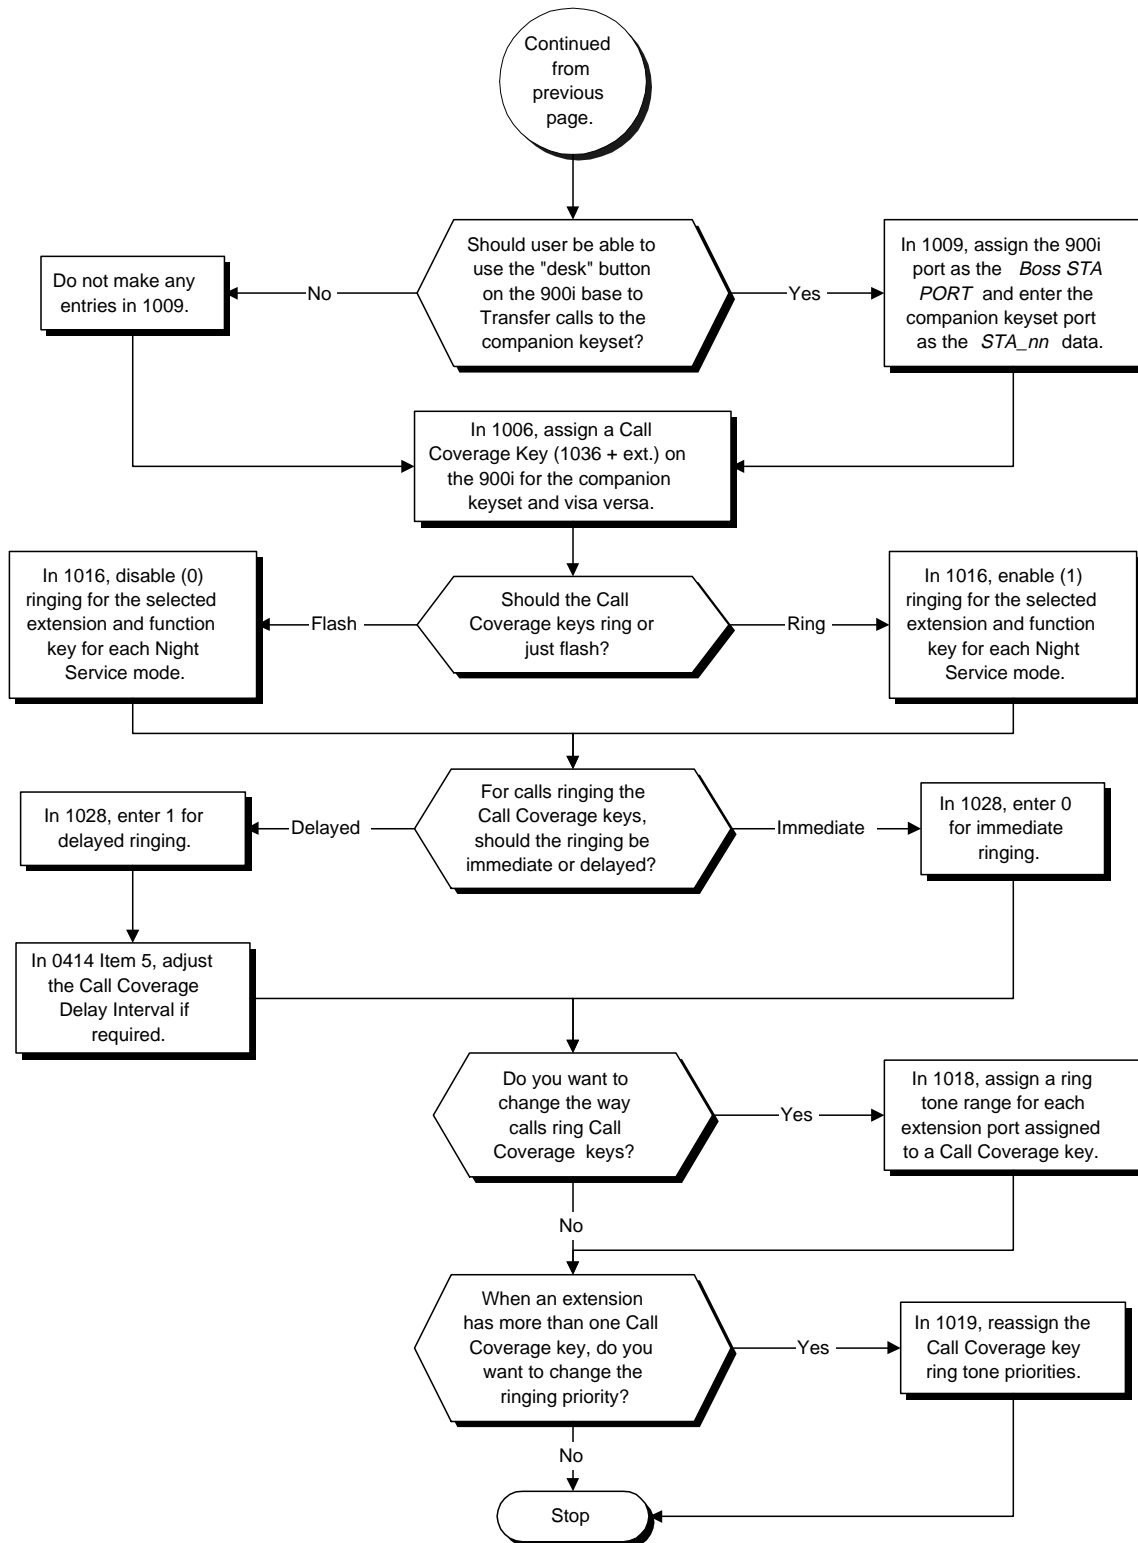 Continued
from
previous
page.
Should user be able to
use the "desk" button
on the 900i base to
Transfer calls to the
companion keyset?
No
Do not make any
entries in 1009.
Yes
In 1009, assign the 900i
port as the Boss STA
PORT and enter the
companion keyset port
as the STA_nn data.
In 1006, assign a Call
Coverage Key (1036 + ext.) on
the 900i for the companion
keyset and visa versa.
In 1016, disable (0)
ringing for the selected
extension and function
key for each Night
Service mode.
Flash
Should the Call
Coverage keys ring or
just flash?
Ring
In 1016, enable (1)
ringing for the selected
extension and function
key for each Night
Service mode.
In 1028, enter 1 for
delayed ringing.
Delayed
For calls ringing the
Call Coverage keys,
should the ringing be
immediate or delayed?
Immediate
In 1028, enter 0
for immediate
ringing.
In 0414 Item 5, adjust
the Call Coverage
Delay Interval if
required.
Do you want to
change the way
calls ring Call
Coverage keys?
Yes
In 1018, assign a ring
tone range for each
extension port assigned
to a Call Coverage key.
No
When an extension
has more than one Call
Coverage key, do you
want to change the
ringing priority?
Yes
In 1019, reassign the
Call Coverage key
ring tone priorities.
No
Stop